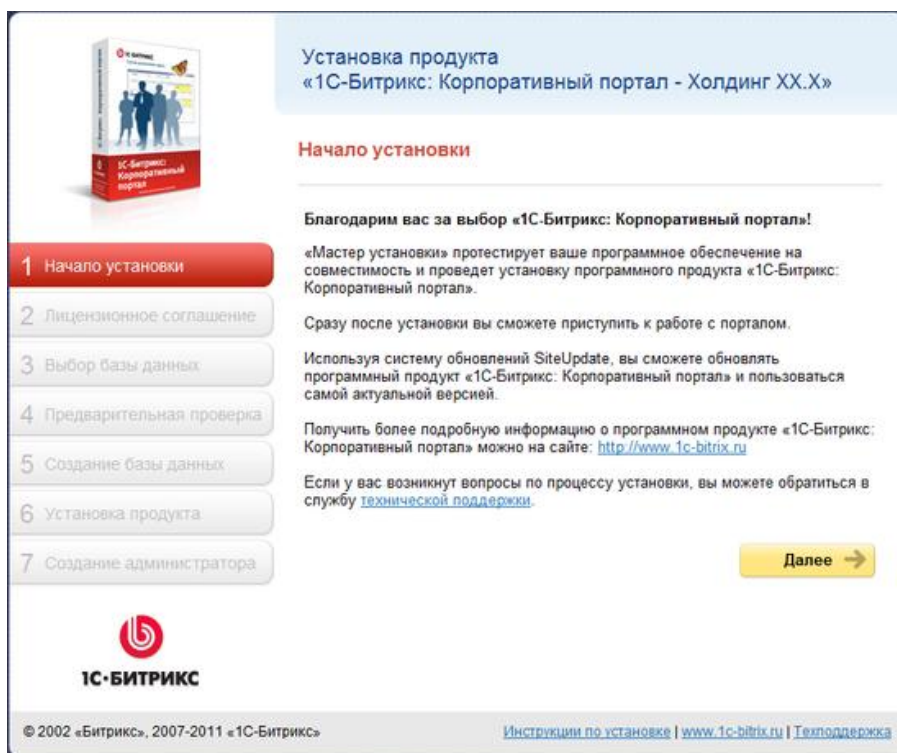 1С-БИТРИКС
1С-Битрикс:
Корпоративный
портал
Установка продукта
«1С-Битрикс: Корпоративный портал - Холдинг XX.X»
Начало установки
Благодарим вас за выбор «1С-Битрикс: Корпоративный портал»!
«Мастер установки» протестирует ваше программное обеспечение на
совместимость и проведет установку программного продукта «1С-Битрикс:
Корпоративный портал».
Сразу после установки вы сможете приступить к работе с порталом.
Используя систему обновлений SiteUpdate, вы сможете обновлять
программный продукт «1С-Битрикс: Корпоративный портал» и пользоваться
самой актуальной версией.
Получить более подробную информацию о программном продукте «1С-Битрикс:
Корпоративный портал» можно на сайте: http://www.1c-bitrix.ru
Если у вас возникнут вопросы по процессу установки, вы можете обратиться в
службу технической поддержки.
Далее
1 Начало установки
2 Лицензионное соглашение
3 Выбор базы данных
4 Предварительная проверка
5 Создание базы данных
6 Установка продукта
7 Создание администратора
1С·БИТРИКС
© 2002 «Битрикс», 2007-2011 «1С-Битрикс»
Инструкции по установке | www.1c-bitrix.ru | Техподдержка